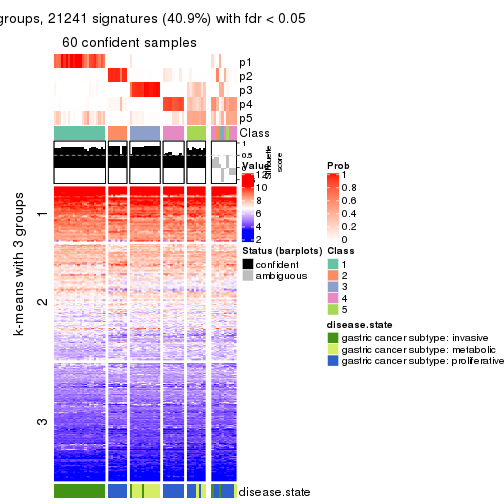 groups, 21241 signatures (40.9%) with fdr < 0.05
60 confident samples
p1
p2
p3
p4
p5
Class
1
0.5
0
Silhouette
score
Value
12
10
8
6
4
2
Prob
1
0.8
0.6
0.4
0.2
0
Status (barplots)
confident
ambiguous
Class
1
2
3
4
5
disease.state
gastric cancer subtype: invasive
gastric cancer subtype: metabolic
gastric cancer subtype: proliferative
k-means with 3 groups
1
2
3
disease.state